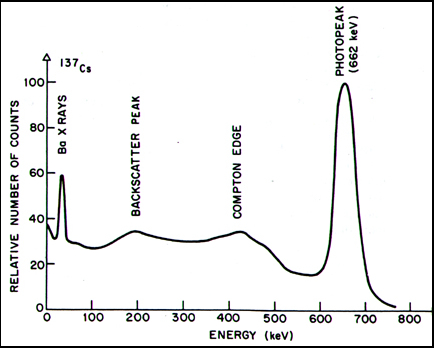 ¹³⁷Cs
RELATIVE NUMBER OF COUNTS
100
80
60
40
20
0
Ba X RAYS
BACKSCATTER PEAK
COMPTON EDGE
PHOTOPEAK
(662 keV)
0 100 200 300 400 500 600 700 800
ENERGY (keV)